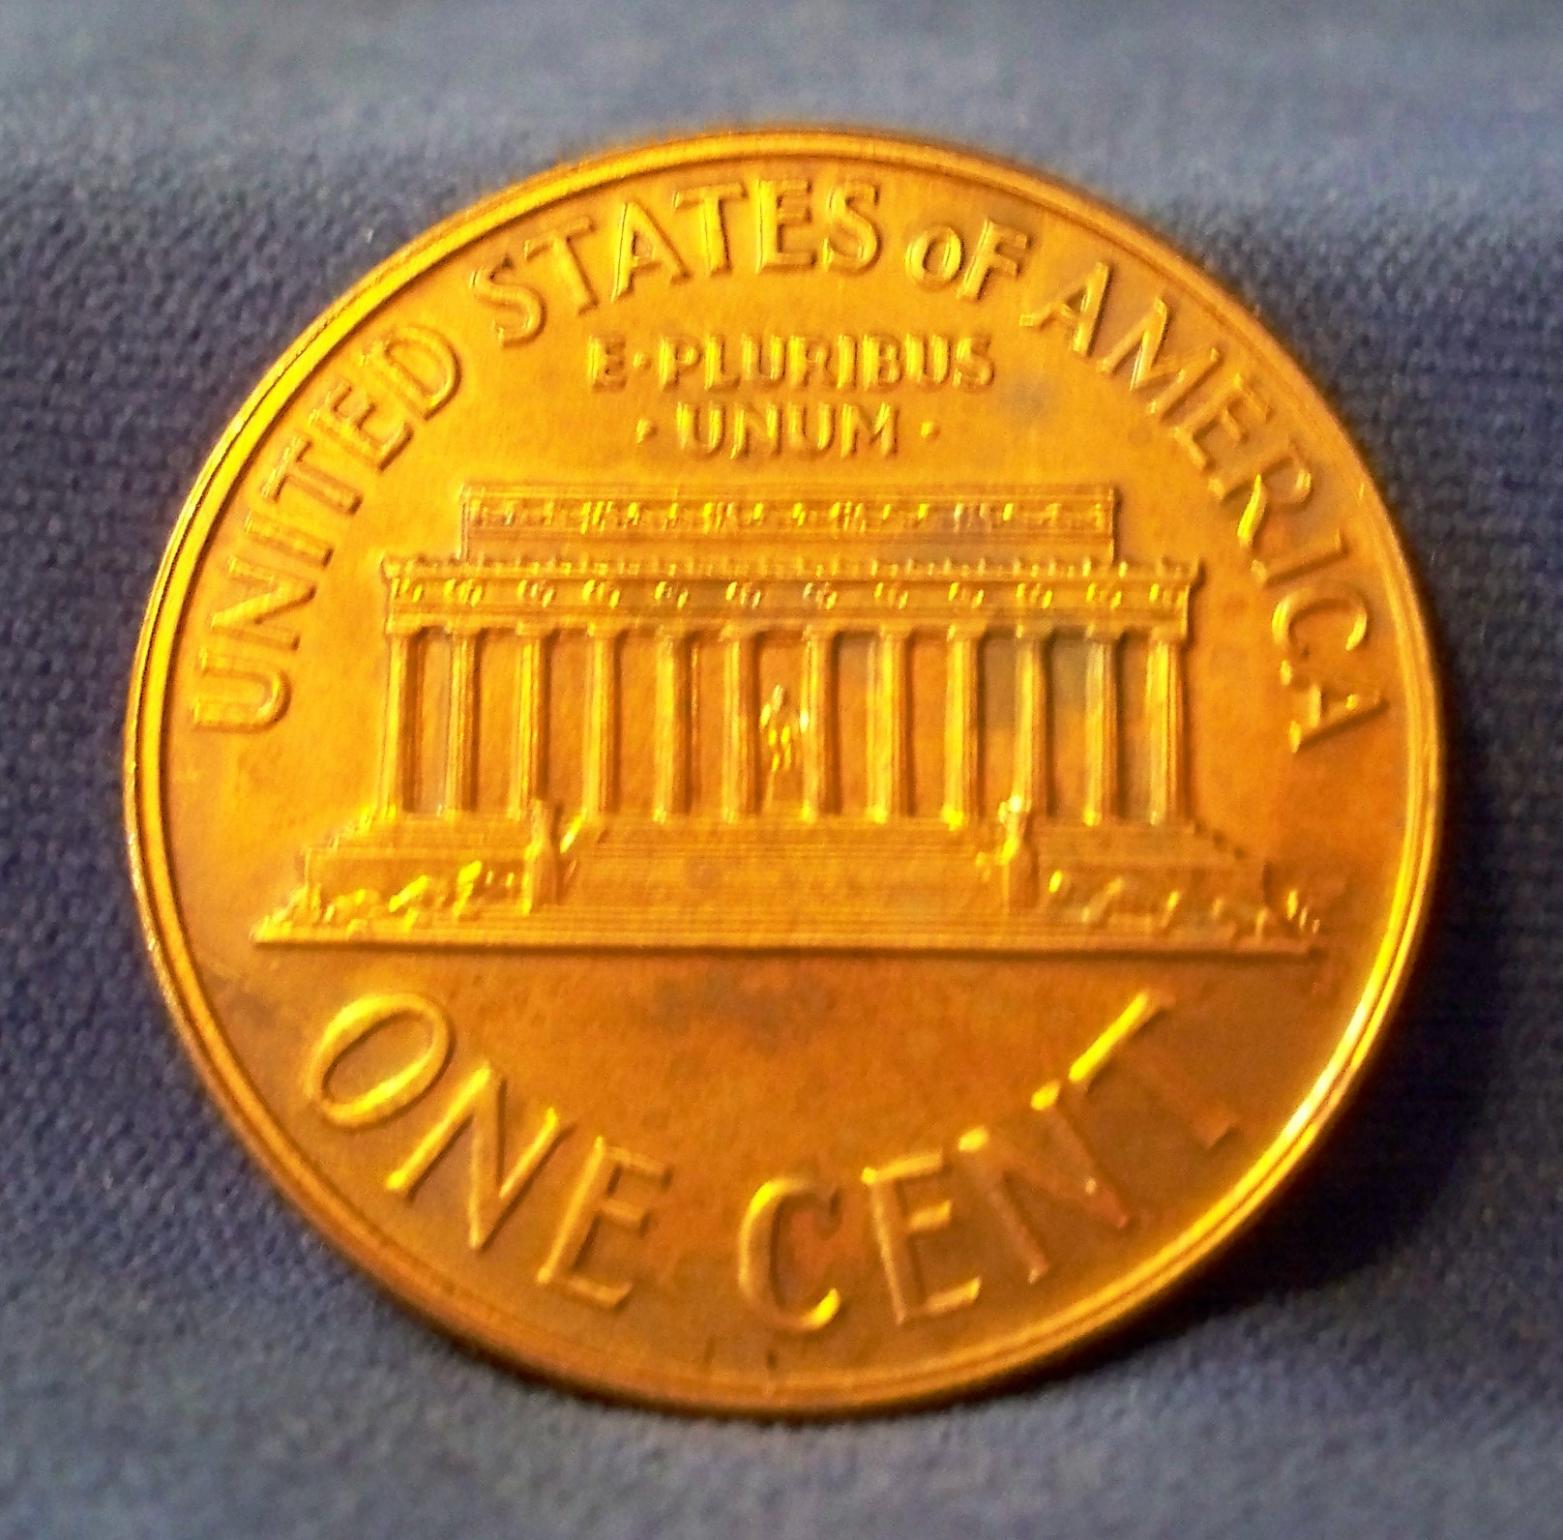 UNITED STATES OF AMERICA
E·PLURIBUS
·UNUM·
ONE CENT